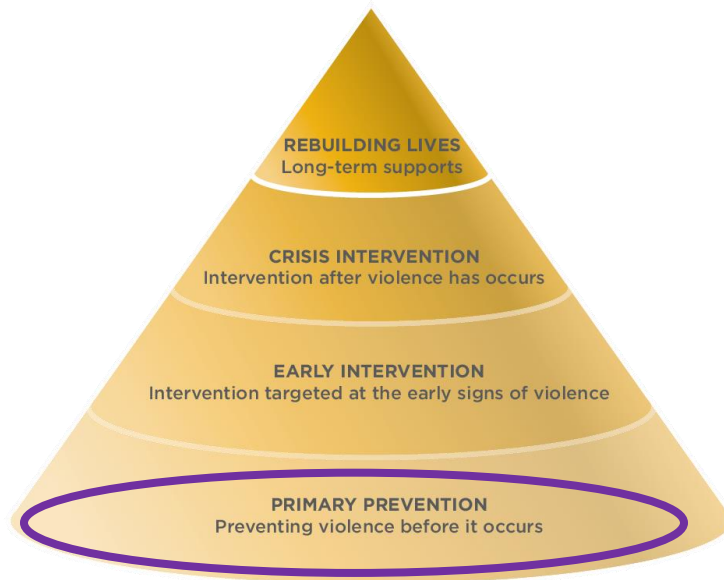 REBUILDING LIVES
Long-term supports
CRISIS INTERVENTION
Intervention after violence has occurs
EARLY INTERVENTION
Intervention targeted at the early signs of violence
PRIMARY PREVENTION
Preventing violence before it occurs